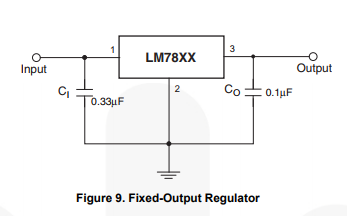 1
LM78XX
3
Input
Output
2
CI
0.33μF
CO
0.1μF
Figure 9. Fixed-Output Regulator